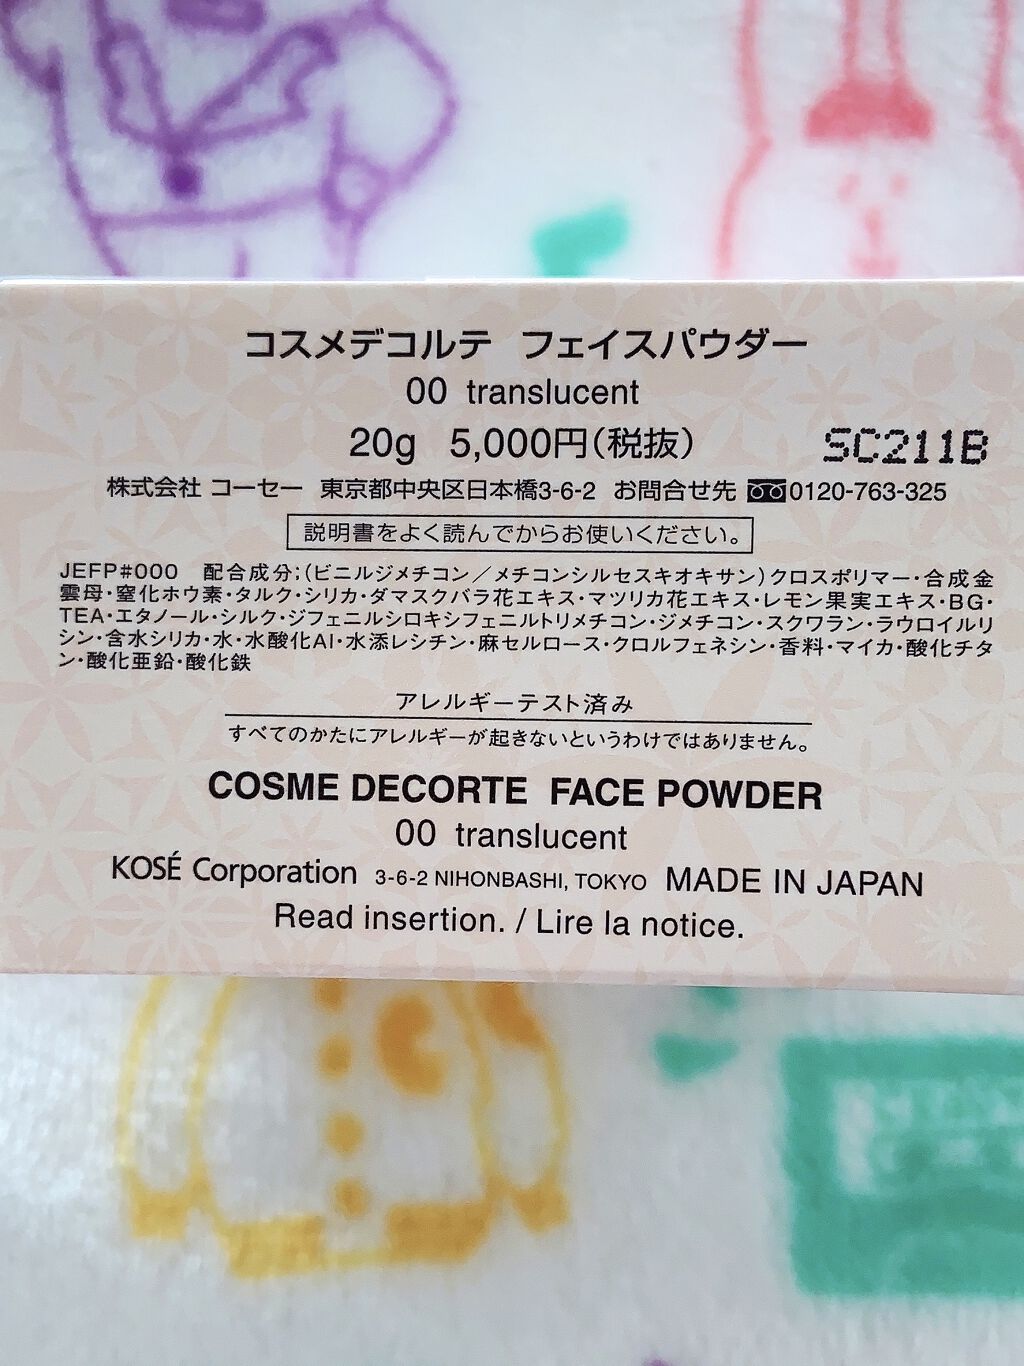 コスメデコルテ フェイスパウダー
00 translucent
20g 5,000円(税抜)
SC211B
株式会社 コーセー 東京都中央区日本橋3-6-2 お問合せ先 0120-763-325
説明書をよく読んでからお使いください。
JEFP#000 配合成分;(ビニルジメチコン/メチコンシルセスキオキサン)クロスポリマー・合成金
雲母・窒化ホウ素・タルク・シリカ・ダマスクバラ花エキス・マツリカ花エキス・レモン果実エキス・BG・
TEA・エタノール・シルク・ジフェニルシロキシフェニルトリメチコン・ジメチコン・スクワラン・ラウロイルリ
シン・含水シリカ・水・水酸化Al・水添レシチン・麻セルロース・クロルフェネシン・香料・マイカ・酸化チタ
ン・酸化亜鉛・酸化鉄
アレルギーテスト済み
すべてのかたにアレルギーが起きないというわけではありません。
COSME DECORTE FACE POWDER
00 translucent
KOSÉ Corporation 3-6-2 NIHONBASHI, TOKYO MADE IN JAPAN
Read insertion. / Lire la notice.